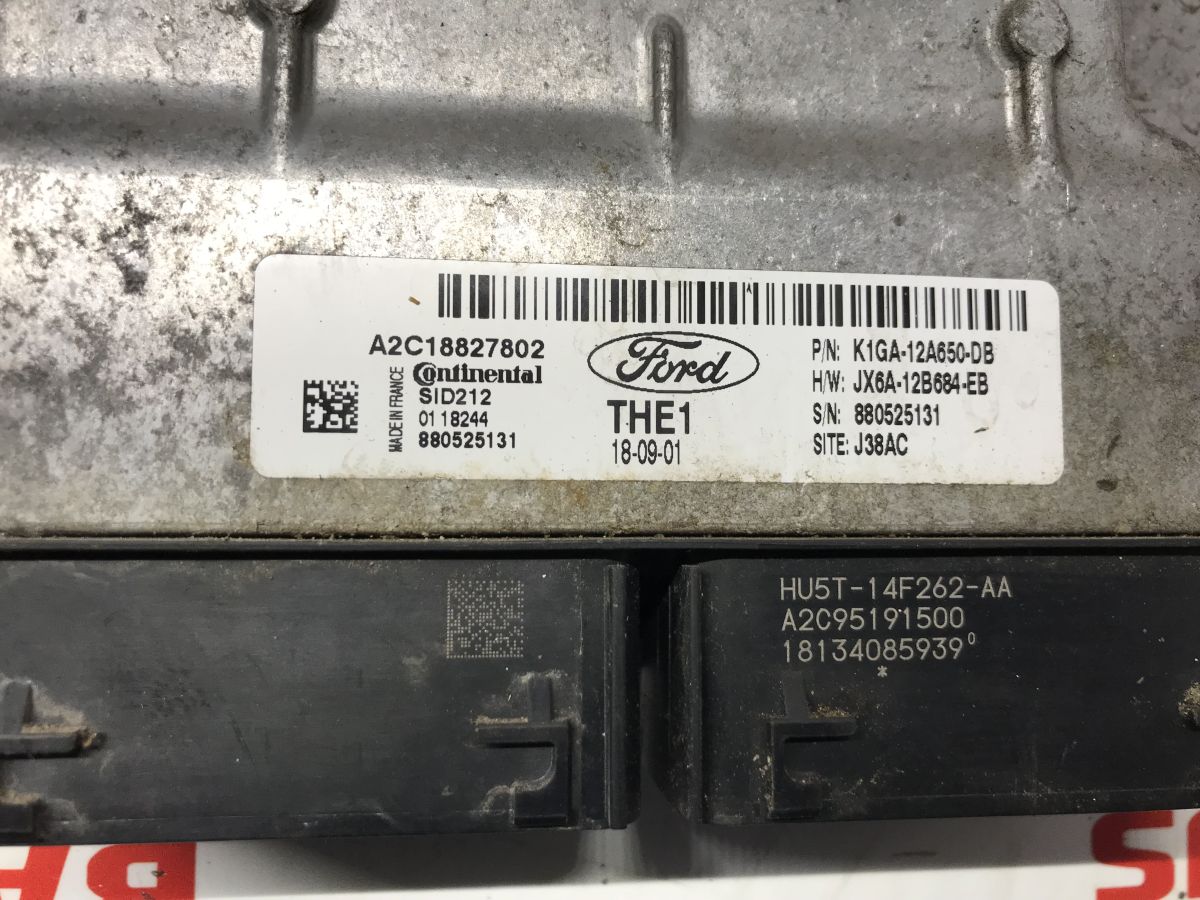 A2C18827802
Continental
SID212
01 18244
880525131
MADE IN FRANCE
Ford
THE1
18-09-01
P/N: K1GA-12A650-DB
H/W: JX6A-12B684-EB
S/N: 880525131
SITE: J38AC
HU5T-14F262-AA
A2C95191500
18134085939⁰
*